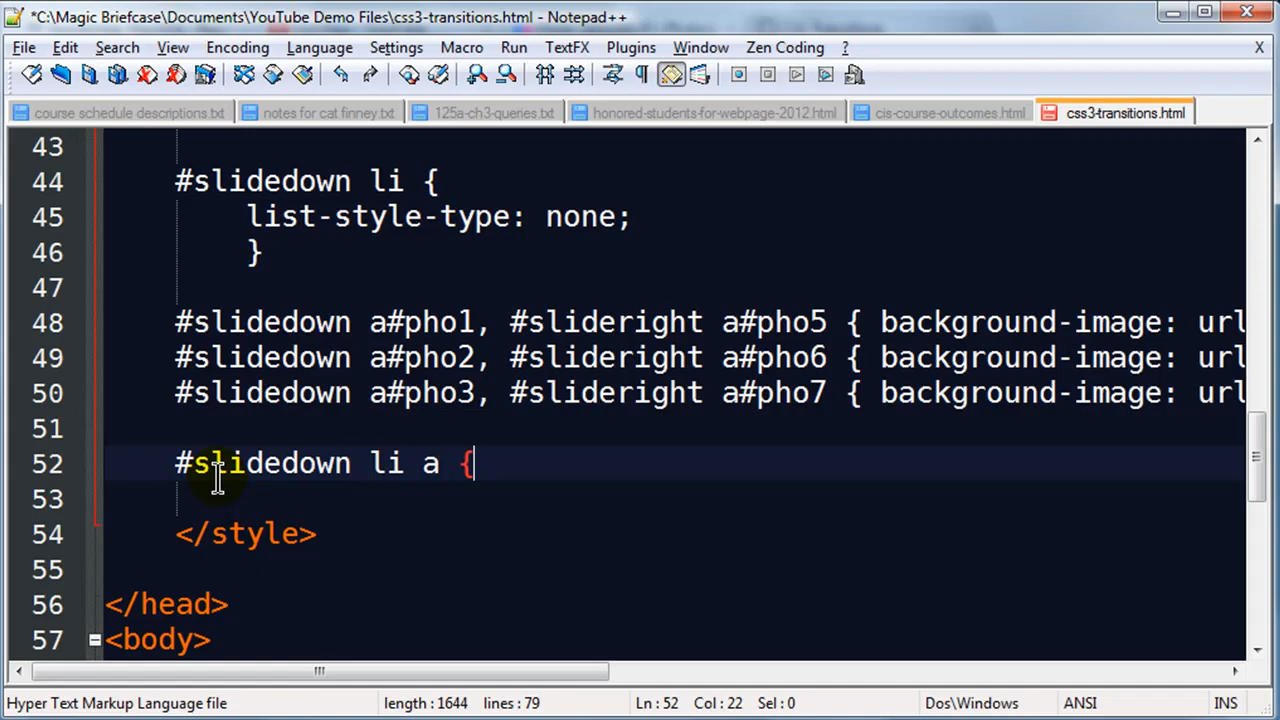 *C:\Magic Briefcase\Documents\YouTube Demo Files\css3-transitions.html - Notepad++
File Edit Search View Encoding Language Settings Macro Run TextFX Plugins Window Zen Coding ? X
course schedule descriptions.txt notes for cat finney.txt 125a-ch3-queries.txt honored-students-for-webpage-2012.html cis-course-outcomes.html css3-transitions.html
43
44 #slidedown li {
45 list-style-type: none;
46 }
47
48 #slidedown a#pho1, #slideright a#pho5 { background-image: url
49 #slidedown a#pho2, #slideright a#pho6 { background-image: url
50 #slidedown a#pho3, #slideright a#pho7 { background-image: url
51
52 #slidedown li a {
53
54 </style>
55
56 </head>
57 <body>
Hyper Text Markup Language file length : 1644 lines : 79 Ln : 52 Col : 22 Sel : 0 Dos\Windows ANSI INS